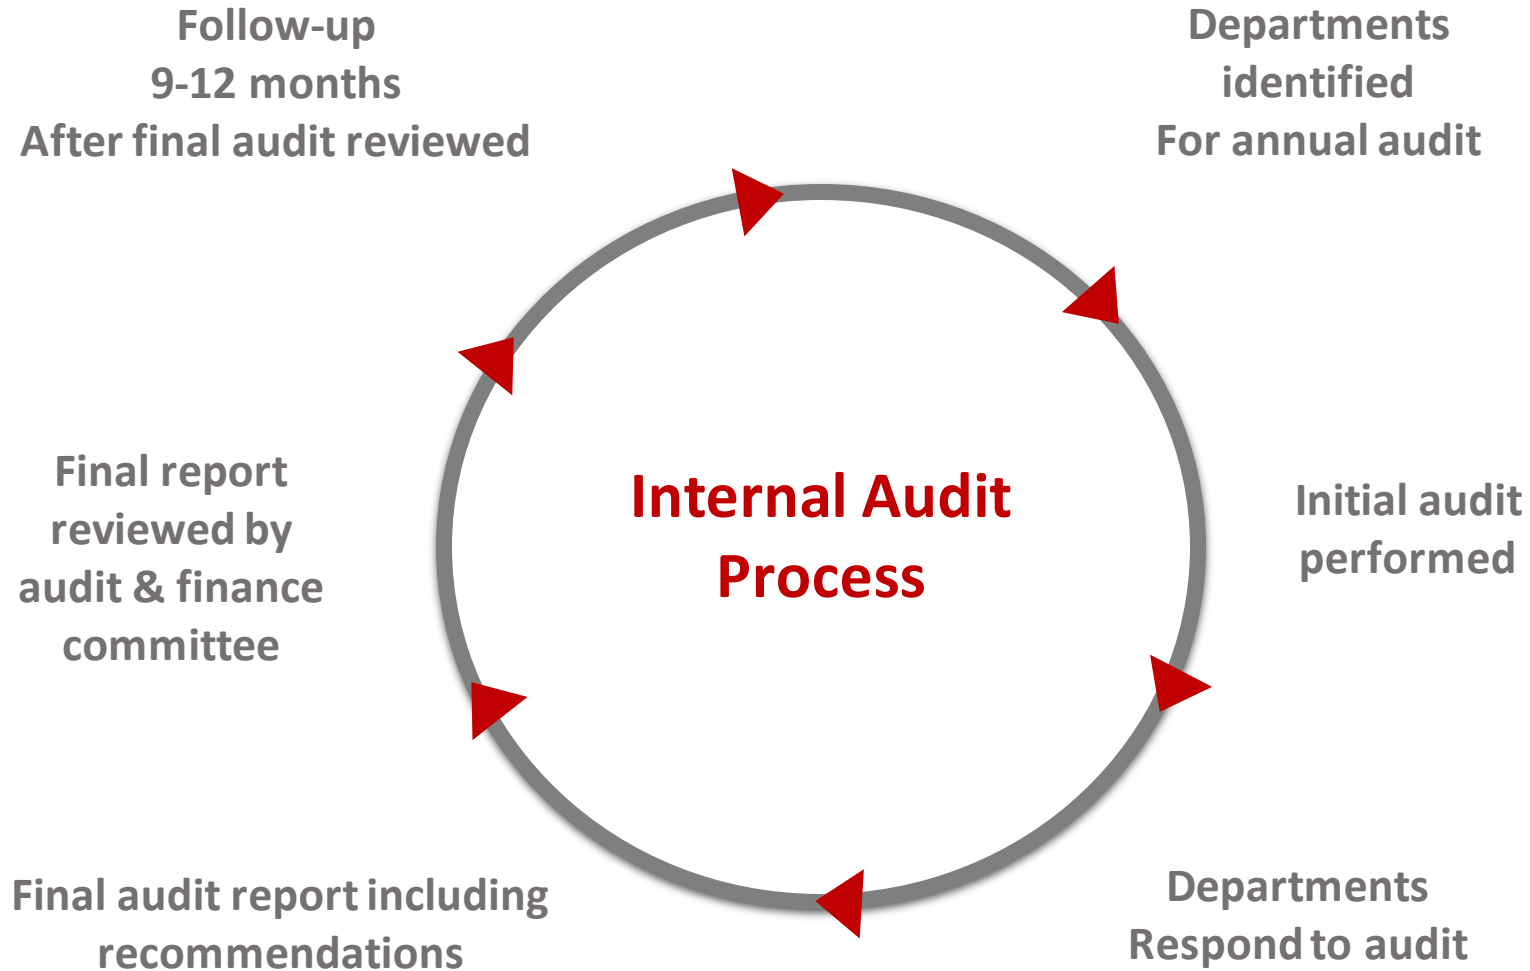 Follow-up
9-12 months
After final audit reviewed
Departments
identified
For annual audit
Internal Audit
Process
Initial audit
performed
Final report
reviewed by
audit & finance
committee
Departments
Respond to audit
Final audit report including
recommendations